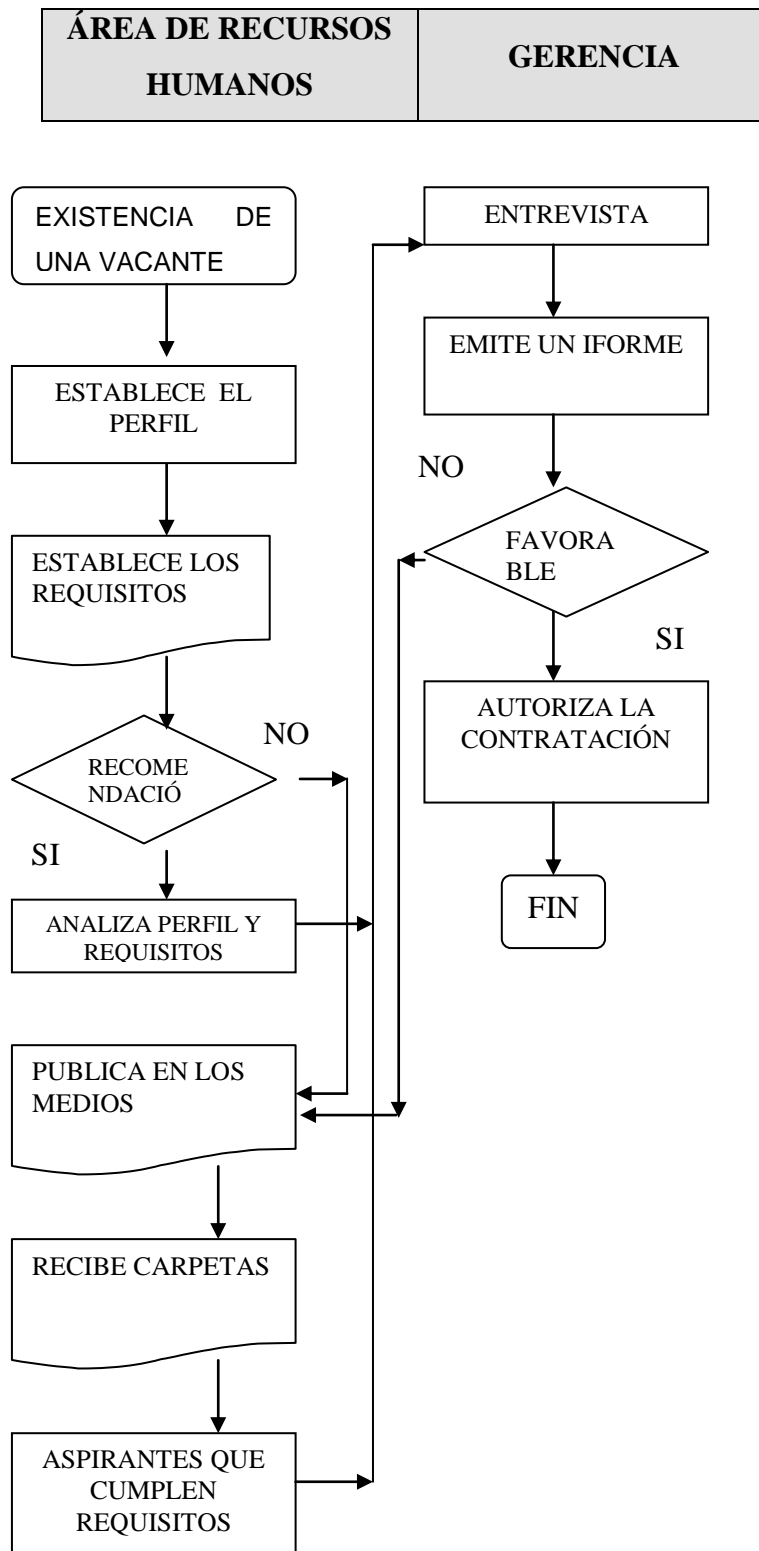 ÁREA DE RECURSOS
HUMANOS
GERENCIA
EXISTENCIA DE
UNA VACANTE
ESTABLECE EL
PERFIL
ESTABLECE LOS
REQUISITOS
RECOME
NDACIÓ
NO
SI
ANALIZA PERFIL Y
REQUISITOS
PUBLICA EN LOS
MEDIOS
RECIBE CARPETAS
ASPIRANTES QUE
CUMPLEN
REQUISITOS
ENTREVISTA
EMITE UN IFORME
NO
FAVORA
BLE
SI
AUTORIZA LA
CONTRATACIÓN
FIN